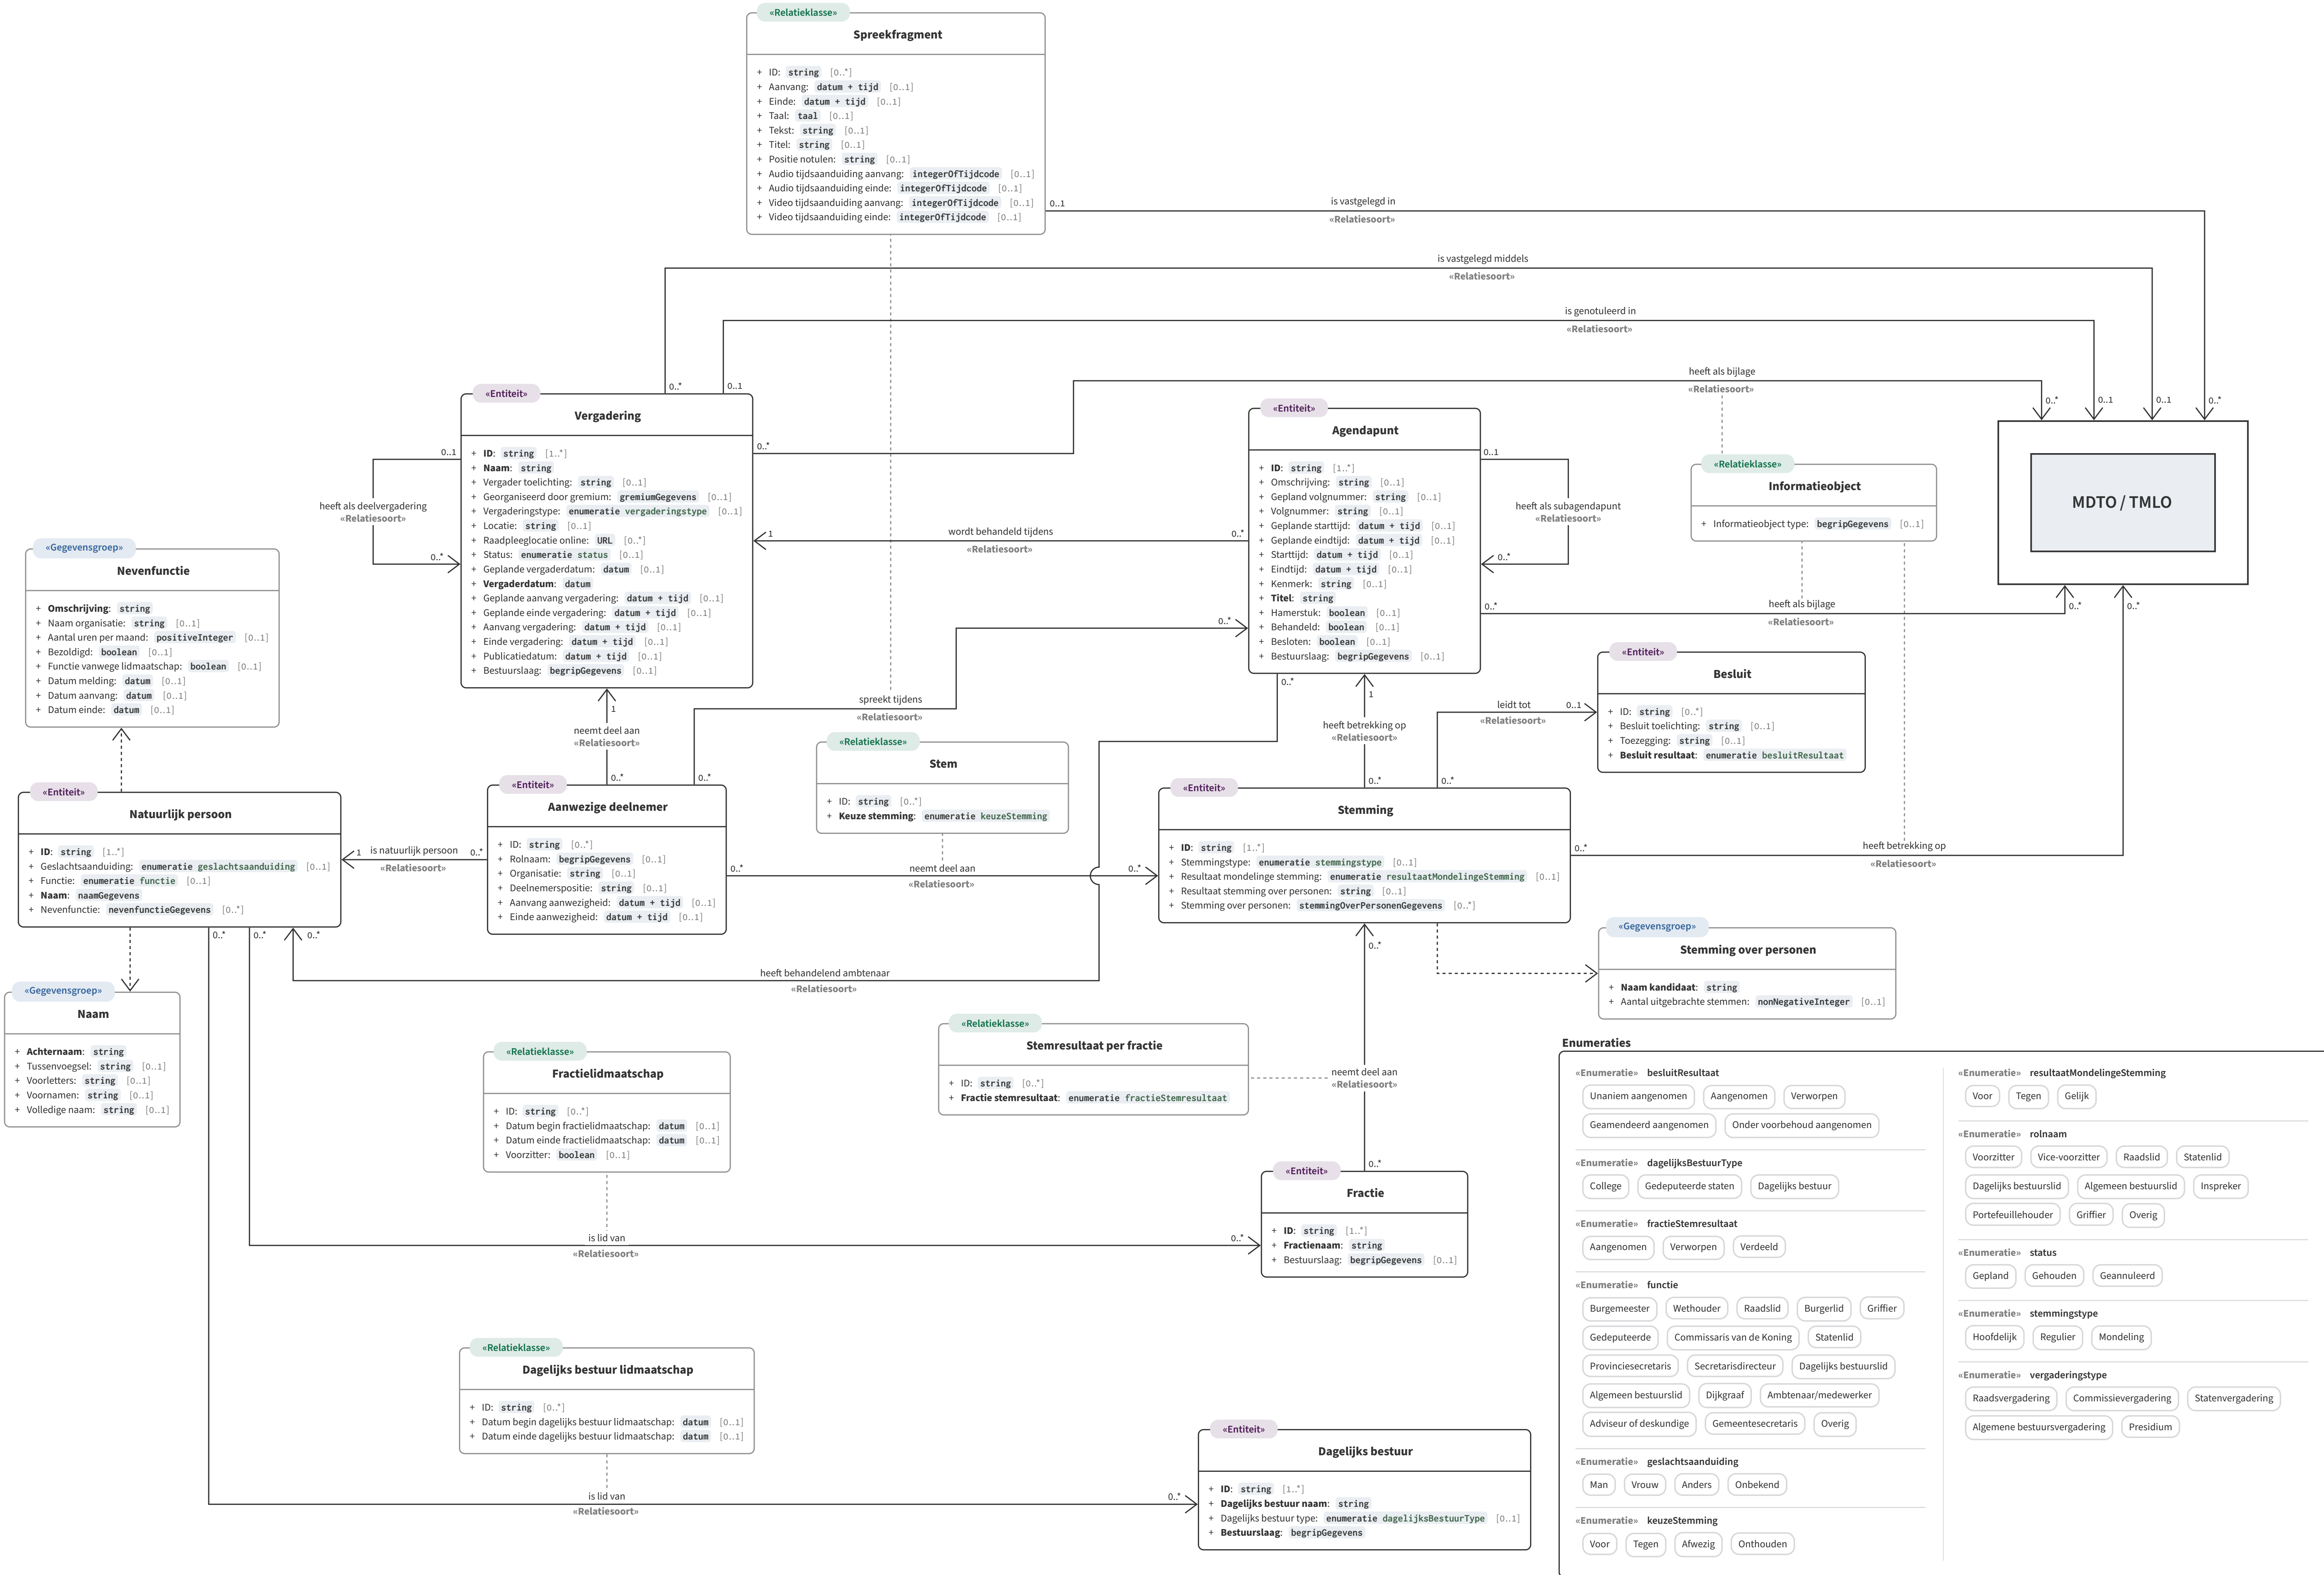 «Relatieklasse»
Spreekfragment
+ ID: string [0..*]
+ Aanvang: datum + tijd [0..1]
+ Einde: datum + tijd [0..1]
+ Taal: taal [0..1]
+ Tekst: string [0..1]
+ Titel: string [0..1]
+ Positie notulen: string [0..1]
+ Audio tijdsaanduiding aanvang: integerOfTijdcode [0..1]
+ Audio tijdsaanduiding einde: integerOfTijdcode [0..1]
+ Video tijdsaanduiding aanvang: integerOfTijdcode [0..1]
+ Video tijdsaanduiding einde: integerOfTijdcode [0..1]
0..1
is vastgelegd in
«Relatiesoort»
is vastgelegd middels
«Relatiesoort»
is genotuleerd in
«Relatiesoort»
heeft als bijlage
«Relatiesoort»
0..*
0..1
0..*
0..1
0..1
0..*
«Entiteit»
Vergadering
+ ID: string [1..*]
+ Naam: string
+ Vergader toelichting: string [0..1]
+ Georganiseerd door gremium: gremiumGegevens [0..1]
+ Vergaderingstype: enumeratie vergaderingstype [0..1]
+ Locatie: string [0..1]
+ Raadpleeglocatie online: URL [0..*]
+ Status: enumeratie status [0..1]
+ Geplande vergaderdatum: datum [0..1]
+ Vergaderdatum: datum
+ Geplande aanvang vergadering: datum + tijd [0..1]
+ Geplande einde vergadering: datum + tijd [0..1]
+ Aanvang vergadering: datum + tijd [0..1]
+ Einde vergadering: datum + tijd [0..1]
+ Publicatiedatum: datum + tijd [0..1]
+ Bestuurslaag: begripGegevens [0..1]
0..*
0..1
heeft als deelvergadering
«Relatiesoort»
0..*
1
wordt behandeld tijdens
«Relatiesoort»
0..*
«Entiteit»
Agendapunt
+ ID: string [1..*]
+ Omschrijving: string [0..1]
+ Gepland volgnummer: string [0..1]
+ Volgnummer: string [0..1]
+ Geplande starttijd: datum + tijd [0..1]
+ Geplande eindtijd: datum + tijd [0..1]
+ Starttijd: datum + tijd [0..1]
+ Eindtijd: datum + tijd [0..1]
+ Kenmerk: string [0..1]
+ Titel: string
+ Hamerstuk: boolean [0..1]
+ Behandeld: boolean [0..1]
+ Besloten: boolean [0..1]
+ Bestuurslaag: begripGegevens [0..1]
0..1
heeft als subagendapunt
«Relatiesoort»
0..*
«Relatieklasse»
Informatieobject
+ Informatieobject type: begripGegevens [0..1]
MDTO / TMLO
0..*
heeft als bijlage
«Relatiesoort»
0..*
0..*
«Gegevensgroep»
Nevenfunctie
+ Omschrijving: string
+ Naam organisatie: string [0..1]
+ Aantal uren per maand: positiveInteger [0..1]
+ Bezoldigd: boolean [0..1]
+ Functie vanwege lidmaatschap: boolean [0..1]
+ Datum melding: datum [0..1]
+ Datum aanvang: datum [0..1]
+ Datum einde: datum [0..1]
1
neemt deel aan
«Relatiesoort»
0..*
0..*
spreekt tijdens
«Relatiesoort»
0..*
0..*
1
heeft betrekking op
«Relatiesoort»
0..*
leidt tot
«Relatiesoort»
0..1
0..*
«Entiteit»
Besluit
+ ID: string [0..*]
+ Besluit toelichting: string [0..1]
+ Toezegging: string [0..1]
+ Besluit resultaat: enumeratie besluitResultaat
«Relatieklasse»
Stem
+ ID: string [0..*]
+ Keuze stemming: enumeratie keuzeStemming
«Entiteit»
Natuurlijk persoon
+ ID: string [1..*]
+ Geslachtsaanduiding: enumeratie geslachtsaanduiding [0..1]
+ Functie: enumeratie functie [0..1]
+ Naam: naamGegevens
+ Nevenfunctie: nevenfunctieGegevens [0..*]
1
is natuurlijk persoon
«Relatiesoort»
0..*
«Entiteit»
Aanwezige deelnemer
+ ID: string [0..*]
+ Rolnaam: begripGegevens [0..1]
+ Organisatie: string [0..1]
+ Deelnemerspositie: string [0..1]
+ Aanvang aanwezigheid: datum + tijd [0..1]
+ Einde aanwezigheid: datum + tijd [0..1]
0..*
neemt deel aan
«Relatiesoort»
0..*
«Entiteit»
Stemming
+ ID: string [1..*]
+ Stemmingstype: enumeratie stemmingstype [0..1]
+ Resultaat mondelinge stemming: enumeratie resultaatMondelingeStemming [0..1]
+ Resultaat stemming over personen: string [0..1]
+ Stemming over personen: stemmingOverPersonenGegevens [0..*]
0..*
heeft betrekking op
«Relatiesoort»
0..*
0..*
0..*
heeft behandelend ambtenaar
«Relatiesoort»
0..*
«Gegevensgroep»
Stemming over personen
+ Naam kandidaat: string
+ Aantal uitgebrachte stemmen: nonNegativeInteger [0..1]
«Gegevensgroep»
Naam
+ Achternaam: string
+ Tussenvoegsel: string [0..1]
+ Voorletters: string [0..1]
+ Voornamen: string [0..1]
+ Volledige naam: string [0..1]
«Relatieklasse»
Fractielidmaatschap
+ ID: string [0..*]
+ Datum begin fractielidmaatschap: datum [0..1]
+ Datum einde fractielidmaatschap: datum [0..1]
+ Voorzitter: boolean [0..1]
«Relatieklasse»
Stemresultaat per fractie
+ ID: string [0..*]
+ Fractie stemresultaat: enumeratie fractieStemresultaat
neemt deel aan
«Relatiesoort»
0..*
is lid van
«Relatiesoort»
0..*
«Entiteit»
Fractie
+ ID: string [1..*]
+ Fractienaam: string
+ Bestuurslaag: begripGegevens [0..1]
«Relatieklasse»
Dagelijks bestuur lidmaatschap
+ ID: string [0..*]
+ Datum begin dagelijks bestuur lidmaatschap: datum [0..1]
+ Datum einde dagelijks bestuur lidmaatschap: datum [0..1]
is lid van
«Relatiesoort»
0..*
«Entiteit»
Dagelijks bestuur
+ ID: string [1..*]
+ Dagelijks bestuur naam: string
+ Dagelijks bestuur type: enumeratie dagelijksBestuurType [0..1]
+ Bestuurslaag: begripGegevens
Enumeraties
«Enumeratie» besluitResultaat
Unaniem aangenomen Aangenomen Verworpen
Geamendeerd aangenomen Onder voorbehoud aangenomen
«Enumeratie» dagelijksBestuurType
College Gedeputeerde staten Dagelijks bestuur
«Enumeratie» fractieStemresultaat
Aangenomen Verworpen Verdeeld
«Enumeratie» functie
Burgemeester Wethouder Raadslid Burgerlid Griffier
Gedeputeerde Commissaris van de Koning Statenlid
Provinciesecretaris Secretarisdirecteur Dagelijks bestuurslid
Algemeen bestuurslid Dijkgraaf Ambtenaar/medewerker
Adviseur of deskundige Gemeentesecretaris Overig
«Enumeratie» geslachtsaanduiding
Man Vrouw Anders Onbekend
«Enumeratie» keuzeStemming
Voor Tegen Afwezig Onthouden
«Enumeratie» resultaatMondelingeStemming
Voor Tegen Gelijk
«Enumeratie» rolnaam
Voorzitter Vice-voorzitter Raadslid Statenlid
Dagelijks bestuurslid Algemeen bestuurslid Inspreker
Portefeuillehouder Griffier Overig
«Enumeratie» status
Gepland Gehouden Geannuleerd
«Enumeratie» stemmingstype
Hoofdelijk Regulier Mondeling
«Enumeratie» vergaderingstype
Raadsvergadering Commissievergadering Statenvergadering
Algemene bestuursvergadering Presidium